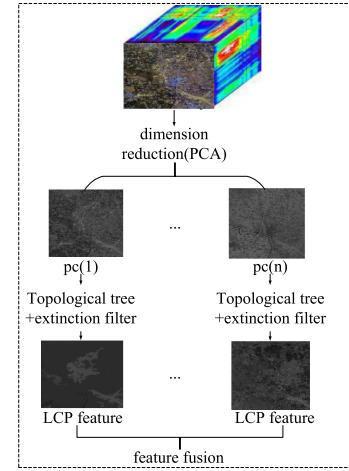 dimension
reduction(PCA)
...
pc(1)
pc(n)
Topological tree
+extinction filter
Topological tree
+extinction filter
...
LCP feature
LCP feature
feature fusion